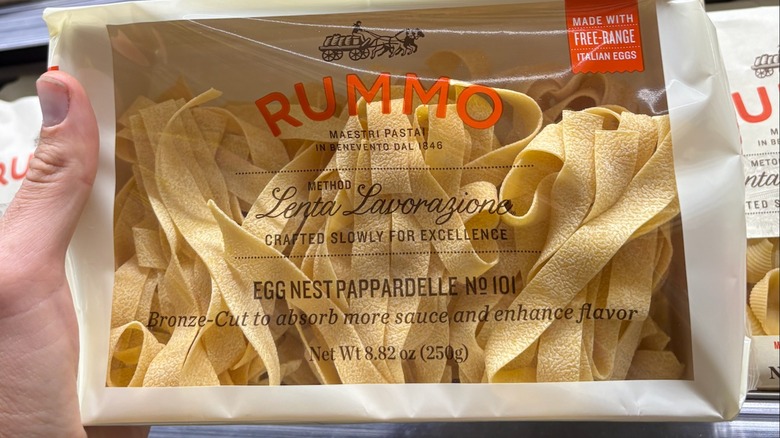 MADE WITH
FREE-RANGE
ITALIAN EGGS
RUMMO
MAESTRI PASTAI
IN BENEVENTO DAL 1846
METHOD
Lenta Lavorazione
CRAFTED SLOWLY FOR EXCELLENCE
EGG NEST PAPPARDELLE Nº 101
Bronze-Cut to absorb more sauce and enhance flavor
Net Wt 8.82 oz (250g)